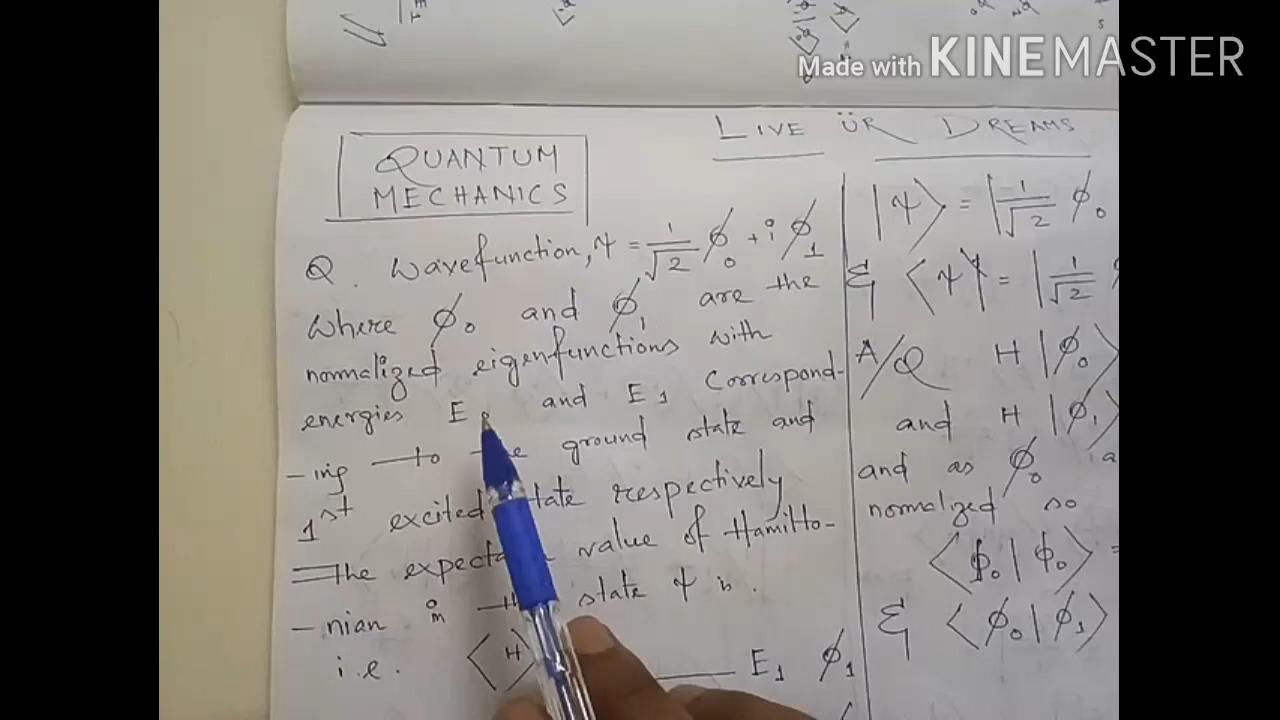 Made with KINEMASTER
LIVE ÜR DREAMS
QUANTUM
MECHANICS
Q. Wavefunction, ψ = 1/√2 ϕ₀ + i ϕ₁
Where ϕ₀ and ϕ₁ are the
normalized eigenfunctions with
energies E₀ and E₁ correspond-
-ing to the ground state and
1st excited state respectively
The value of Hamilto-
-nian in the state ψ is.
i.e. ⟨H⟩
E₁ ϕ₁
|ψ⟩ = |1/√2 ϕ₀
& ⟨ψ| = |1/√2
A/Q H |ϕ₀⟩
and H |ϕ₁⟩
and as ϕ₀ a
normalized so
⟨ϕ₀|ϕ₀⟩ =
& ⟨ϕ₀|ϕ₁⟩